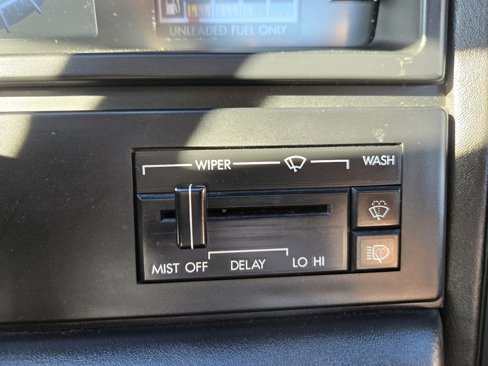 UNLEADED FUEL ONLY
WIPER WASH
MIST OFF DELAY LO HI